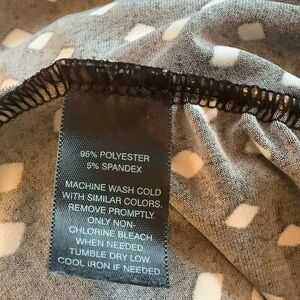 95% POLYESTER
5% SPANDEX
MACHINE WASH COLD
WITH SIMILAR COLORS.
REMOVE PROMPTLY.
ONLY NON-
CHLORINE BLEACH
WHEN NEEDED.
TUMBLE DRY LOW
COOL IRON IF NEEDED